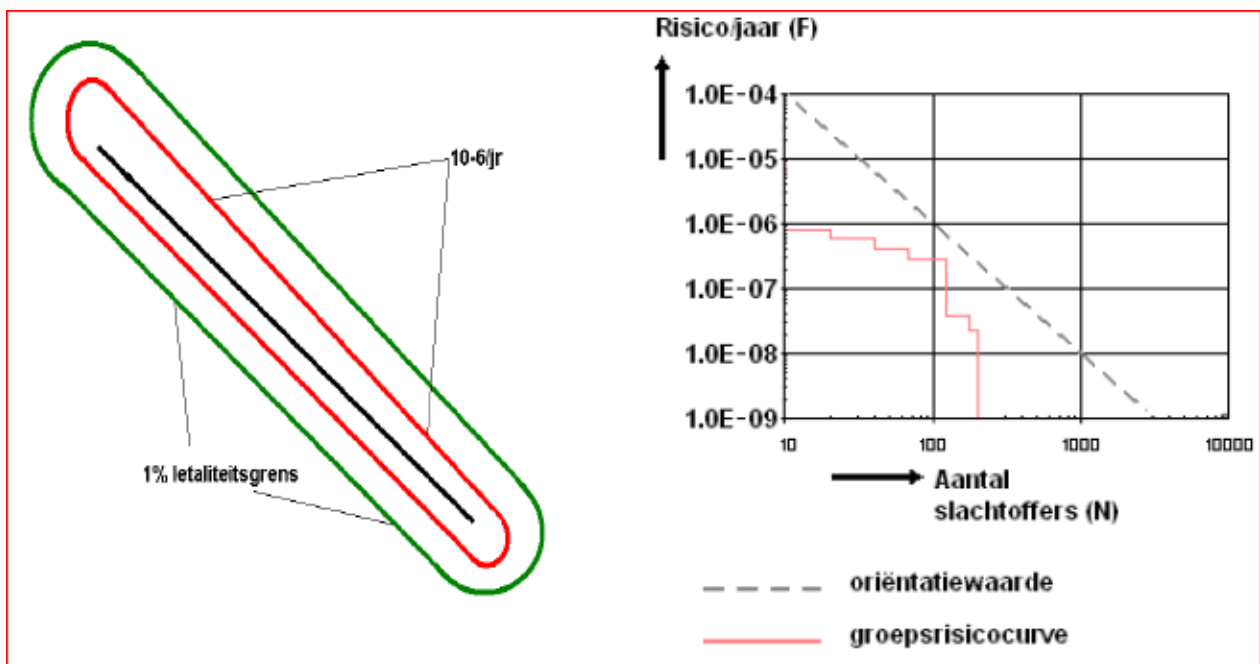 10-6/jr
1% letaliteitsgrens
Risico/jaar (F)
1.0E-04
1.0E-05
1.0E-06
1.0E-07
1.0E-08
1.0E-09
10 100 1000 10000
Aantal
slachtoffers (N)
oriëntatiewaarde
groepsrisicocurve